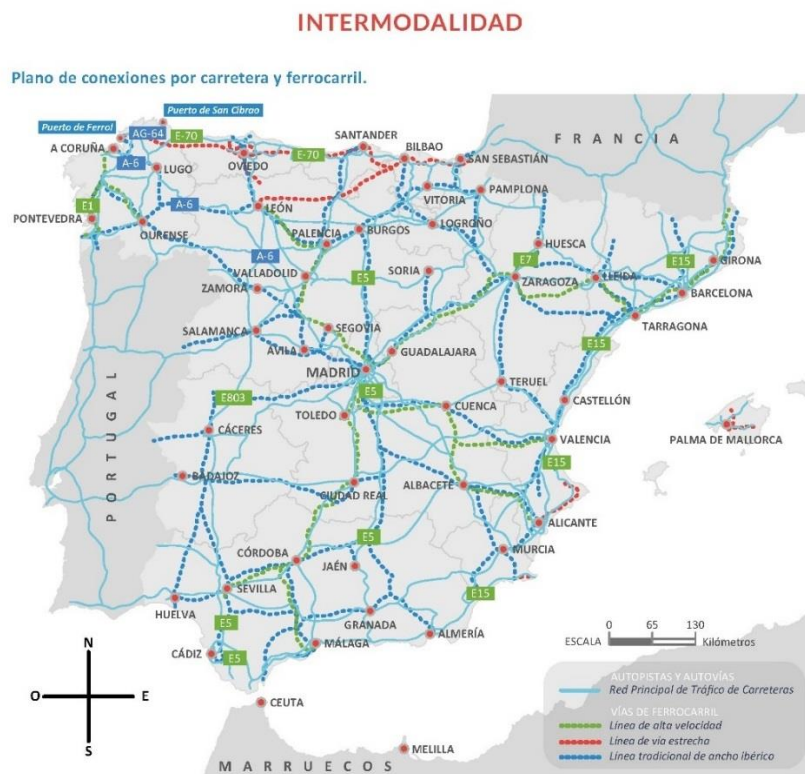 INTERMODALIDAD
Plano de conexiones por carretera y ferrocarril.
Puerto de San Cibrao
Puerto de Ferrol
AG-64
E-70
SANTANDER
FRANCIA
A CORUÑA
OVIEDO
E-70
BILBAO
SAN SEBASTIÁN
A-6
LUGO
VITORIA
PAMPLONA
E1
A-6
LEÓN
PONTEVEDRA
OURENSE
PALENCIA
BURGOS
LOGROÑO
HUESCA
A-6
E7
E15
GIRONA
VALLADOLID
E5
SORIA
ZARAGOZA
LLEIDA
ZAMORA
BARCELONA
SALAMANCA
SEGOVIA
TARRAGONA
ÁVILA
GUADALAJARA
E15
MADRID
TERUEL
E803
E5
CASTELLÓN
TOLEDO
CUENCA
PORTUGAL
CÁCERES
VALENCIA
PALMA DE MALLORCA
E15
BADAJOZ
CIUDAD REAL
ALBACETE
ALICANTE
E5
CÓRDOBA
JAÉN
MURCIA
SEVILLA
E15
HUELVA
GRANADA
E5
ALMERÍA
CÁDIZ
E5
MÁLAGA
N
O
E
S
0 65 130
ESCALA
Kilómetros
CEUTA
MELILLA
MARRUECOS
AUTOPISTAS Y AUTOVÍAS
Red Principal de Tráfico de Carreteras
VÍAS DE FERROCARRIL
Línea de alta velocidad
Línea de vía estrecha
Línea tradicional de ancho ibérico